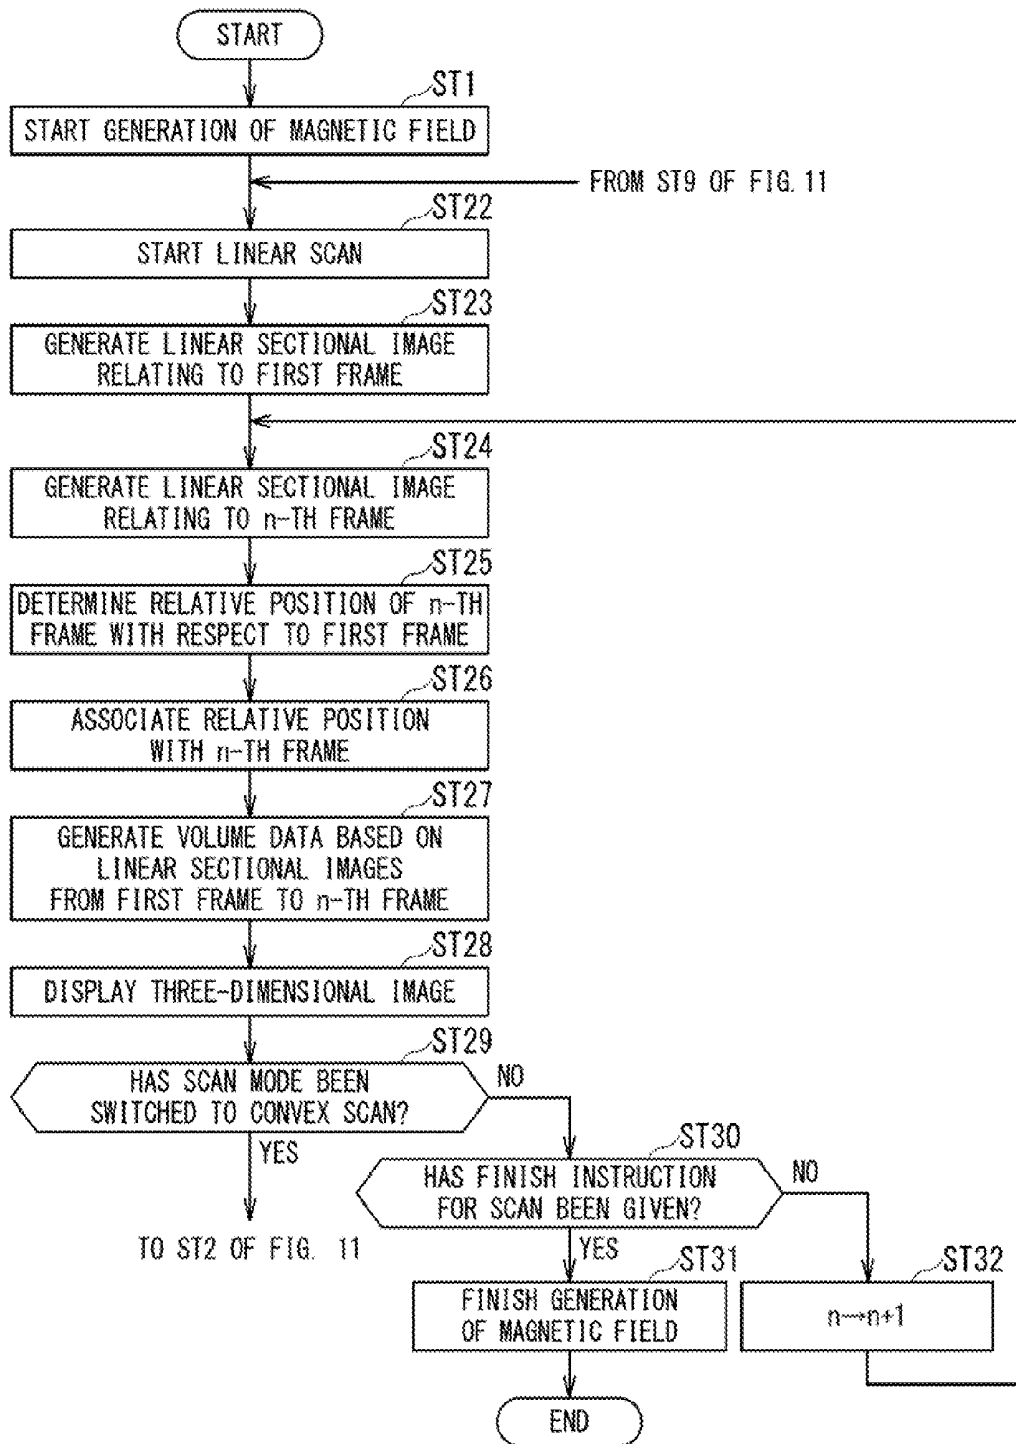 START
ST1
START GENERATION OF MAGNETIC FIELD
FROM ST9 OF FIG. 11
ST22
START LINEAR SCAN
ST23
GENERATE LINEAR SECTIONAL IMAGE
RELATING TO FIRST FRAME
ST24
GENERATE LINEAR SECTIONAL IMAGE
RELATING TO n-TH FRAME
ST25
DETERMINE RELATIVE POSITION OF n-TH
FRAME WITH RESPECT TO FIRST FRAME
ST26
ASSOCIATE RELATIVE POSITION
WITH n-TH FRAME
ST27
GENERATE VOLUME DATA BASED ON
LINEAR SECTIONAL IMAGES
FROM FIRST FRAME TO n-TH FRAME
ST28
DISPLAY THREE-DIMENSIONAL IMAGE
ST29
HAS SCAN MODE BEEN
SWITCHED TO CONVEX SCAN?
NO
YES
TO ST2 OF FIG. 11
ST30
HAS FINISH INSTRUCTION
FOR SCAN BEEN GIVEN?
NO
YES
ST31
FINISH GENERATION
OF MAGNETIC FIELD
ST32
n→n+1
END